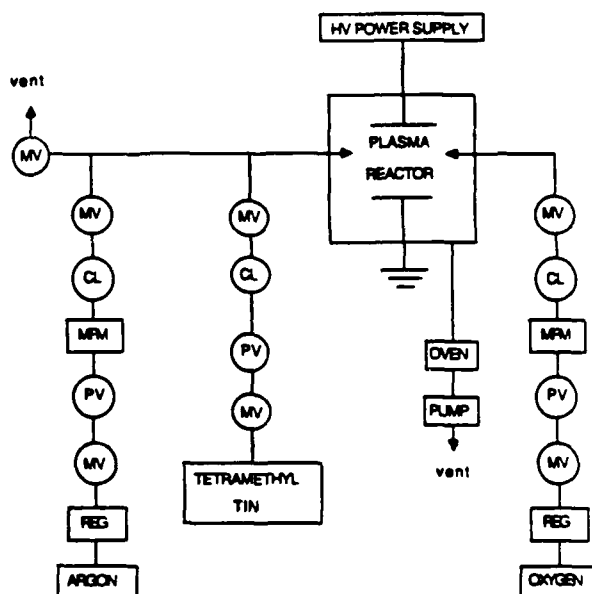 HV POWER SUPPLY
vent
MV
PLASMA
REACTOR
MV
MV
MV
CL
CL
CL
MFM
MFM
PV
PV
PV
OVEN
MV
PUMP
MV
MV
vent
TETRAMETHYL
TIN
REG
REG
ARGON
OXYGEN